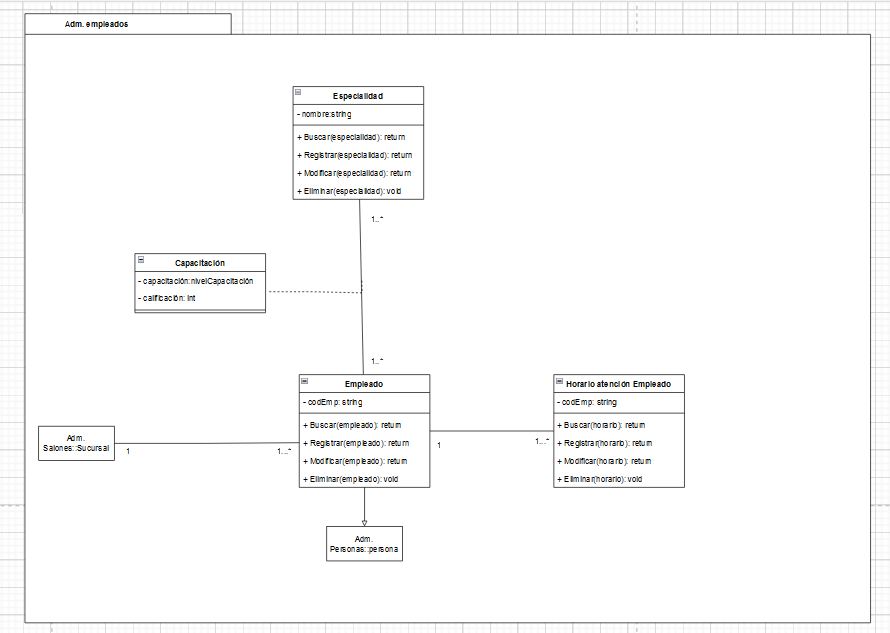 Adm. empleados
Especialidad
- nombre:string
+ Buscar(especialidad): return
+ Registrar(especialidad): return
+ Modificar(especialidad): return
+ Eliminar(especialidad): void
1..*
Capacitación
- capacitación:nivelCapacitación
- calificación: int
1..*
Empleado
- codEmp: string
+ Buscar(empleado): return
+ Registrar(empleado): return
+ Modificar(empleado): return
+ Eliminar(empleado): void
Horario atención Empleado
- codEmp: string
+ Buscar(horario): return
+ Registrar(horario): return
+ Modificar(horario): return
+ Eliminar(horario): void
Adm.
Salones::Sucursal
1
1...*
1
1...*
Adm.
Personas::persona